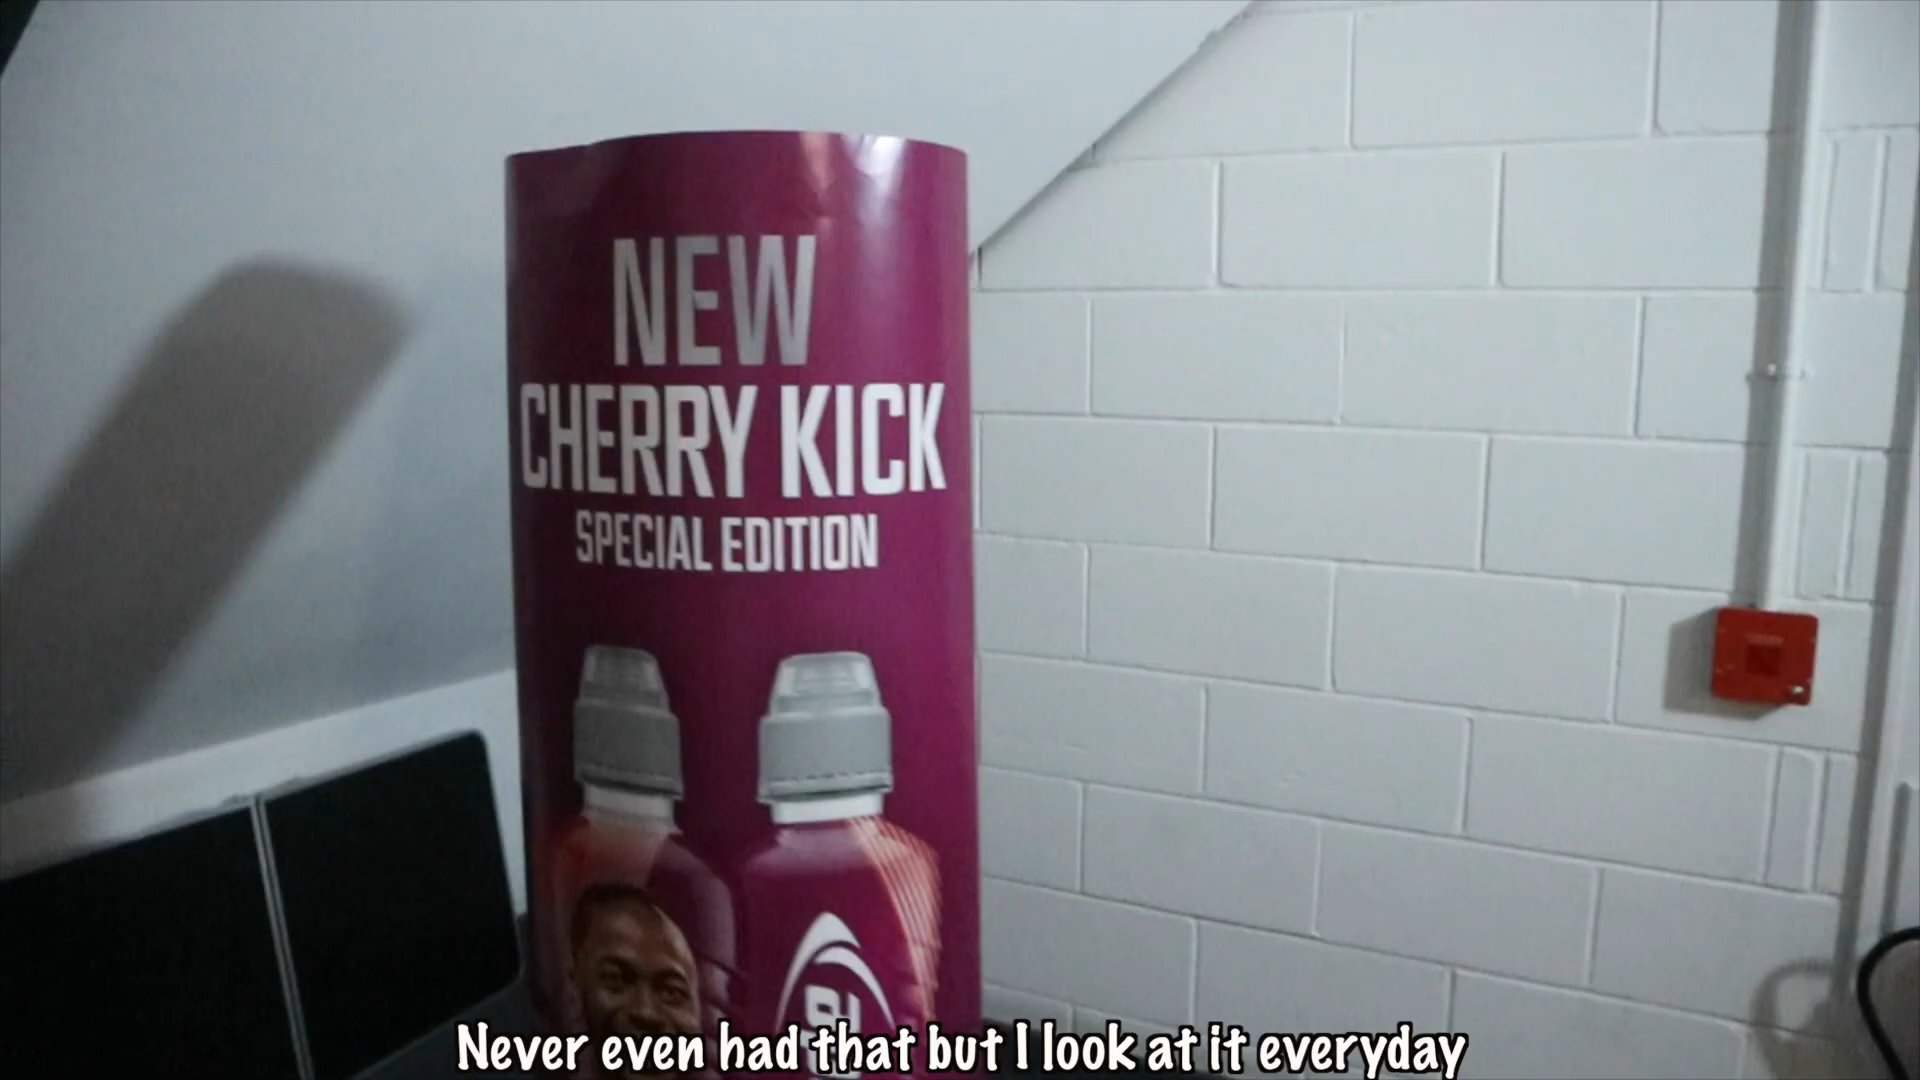 NEW
CHERRY KICK
SPECIAL EDITION
Never even had that but I look at it everyday